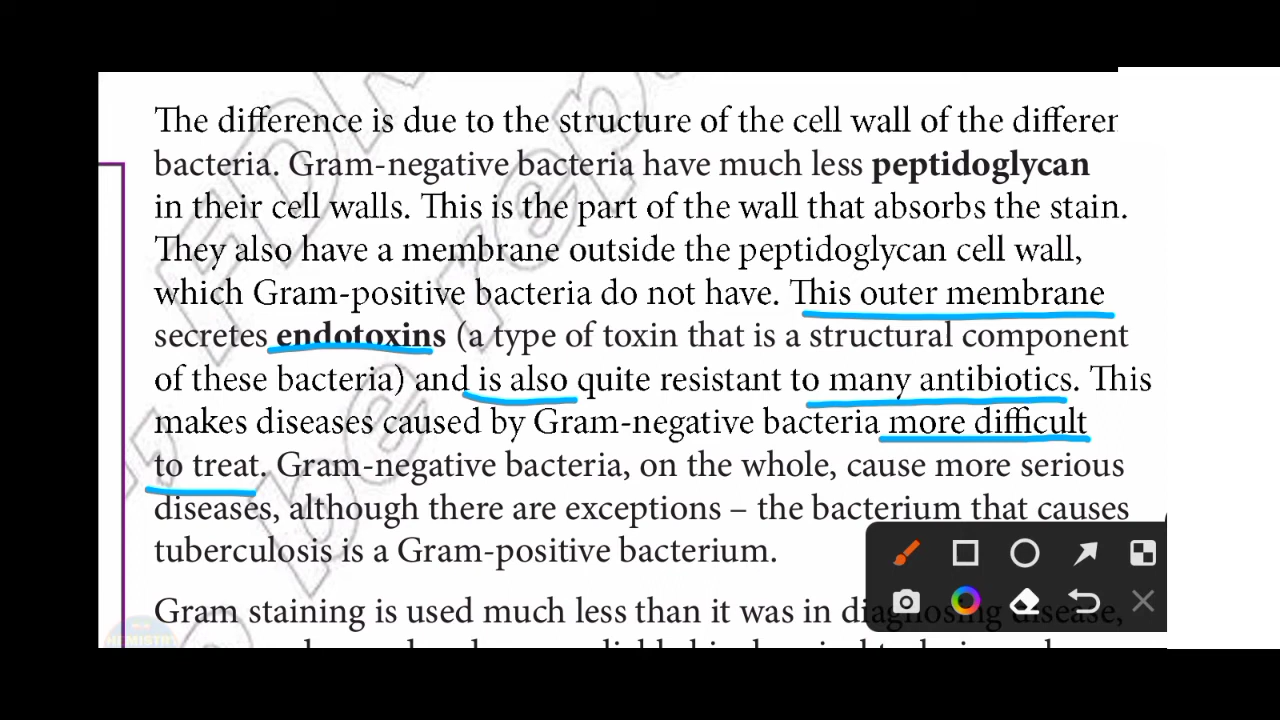 The difference is due to the structure of the cell wall of the differen
bacteria. Gram-negative bacteria have much less peptidoglycan
in their cell walls. This is the part of the wall that absorbs the stain.
They also have a membrane outside the peptidoglycan cell wall,
which Gram-positive bacteria do not have. This outer membrane
secretes endotoxins (a type of toxin that is a structural component
of these bacteria) and is also quite resistant to many antibiotics. This
makes diseases caused by Gram-negative bacteria more difficult
to treat. Gram-negative bacteria, on the whole, cause more serious
diseases, although there are exceptions – the bacterium that causes
tuberculosis is a Gram-positive bacterium.
Gram staining is used much less than it was in diagnosing disease,